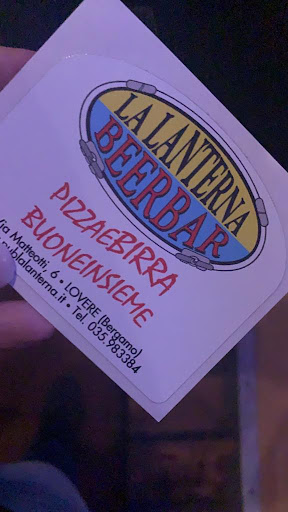 LA LANTERNA
BEERBAR
PIZZAEBIRRA
BUONEINSIEME
Via Matteotti, 6 • LOVERE (Bergamo)
publalanterna.it • Tel. 035.983384